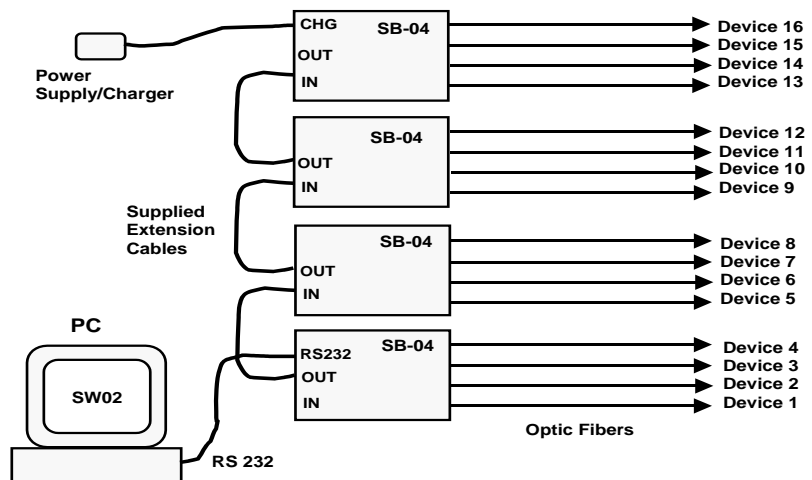 CHG
SB-04
OUT
IN
Device 16
Device 15
Device 14
Device 13
Power
Supply/Charger
SB-04
OUT
IN
Device 12
Device 11
Device 10
Device 9
Supplied
Extension
Cables
SB-04
OUT
IN
Device 8
Device 7
Device 6
Device 5
PC
SW02
RS 232
SB-04
RS232
OUT
IN
Device 4
Device 3
Device 2
Device 1
Optic Fibers